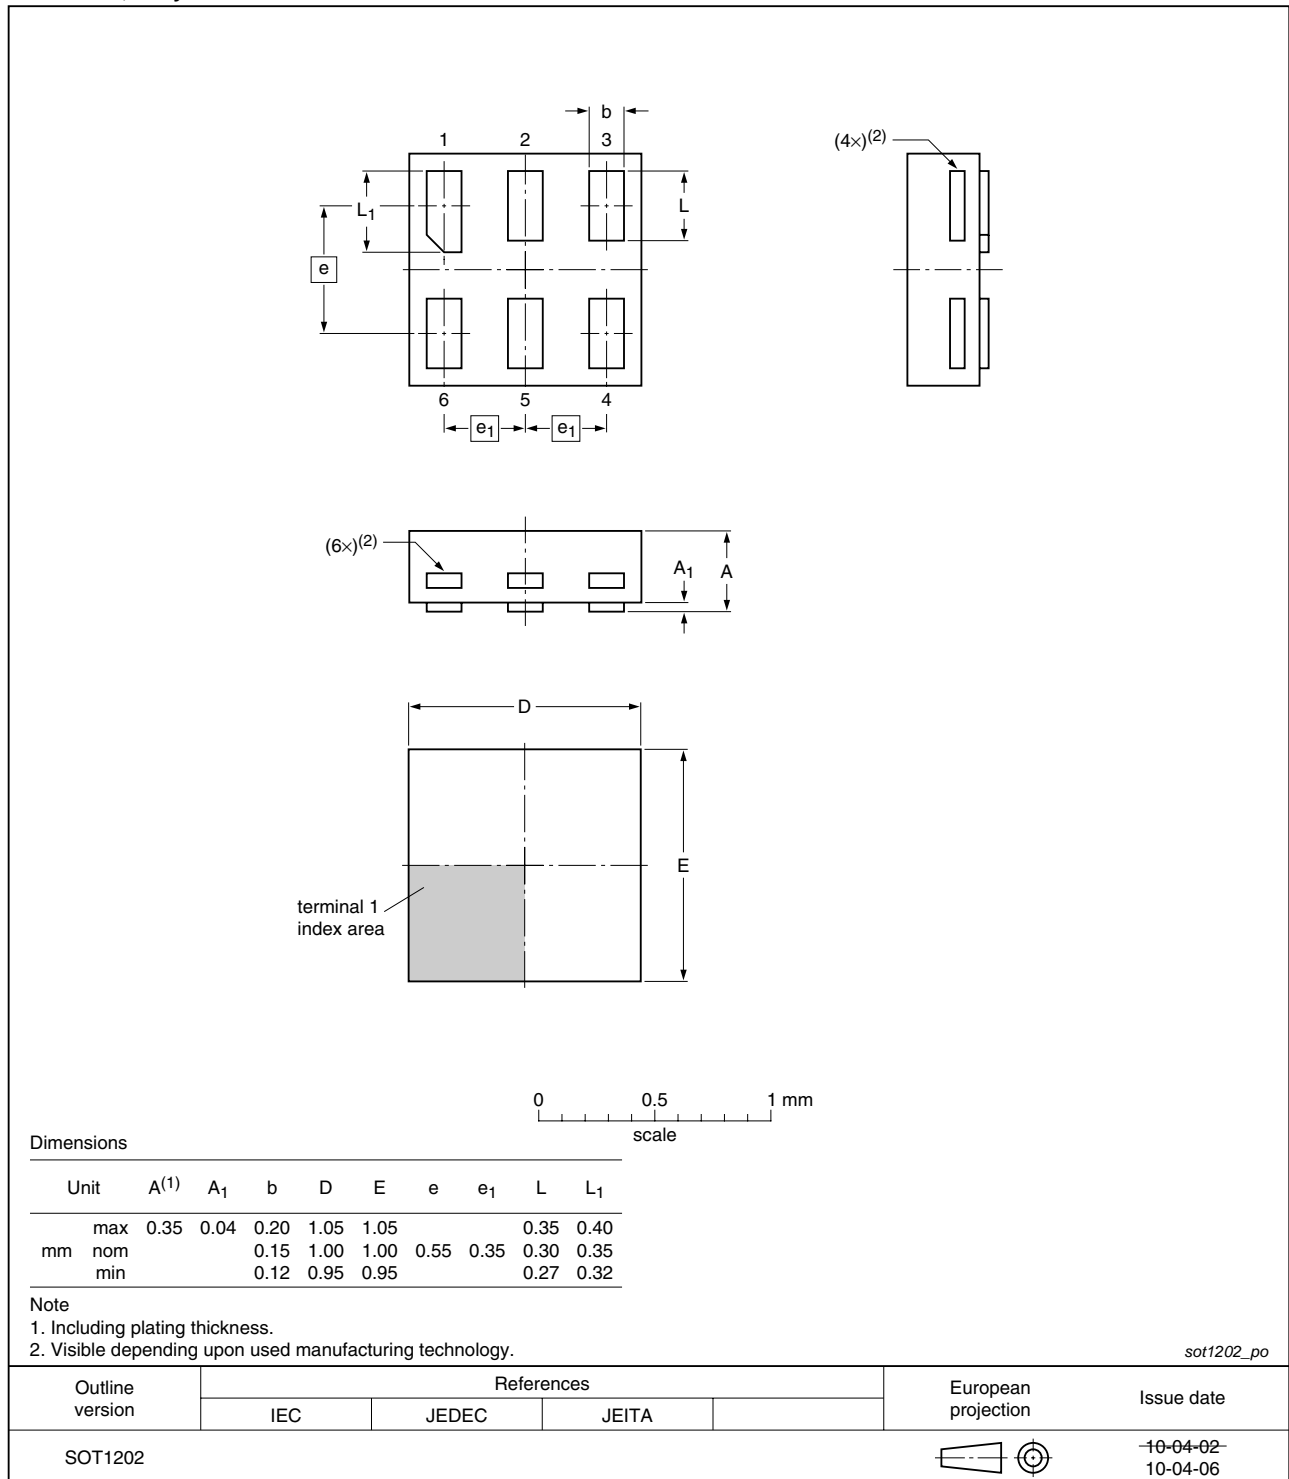 b
1 2 3
(4×)(2)
L1
L
e
6 5 4
e1 e1
(6×)(2)
A1 A
D
E
terminal 1
index area
0 0.5 1 mm
scale
Dimensions
Unit A(1) A1 b D E e e1 L L1
max 0.35 0.04 0.20 1.05 1.05 0.35 0.40
mm nom 0.15 1.00 1.00 0.55 0.35 0.30 0.35
min 0.12 0.95 0.95 0.27 0.32
Note
1. Including plating thickness.
2. Visible depending upon used manufacturing technology.
sot1202_po
Outline
version
References
IEC JEDEC JEITA
European
projection
Issue date
SOT1202
10-04-02
10-04-06